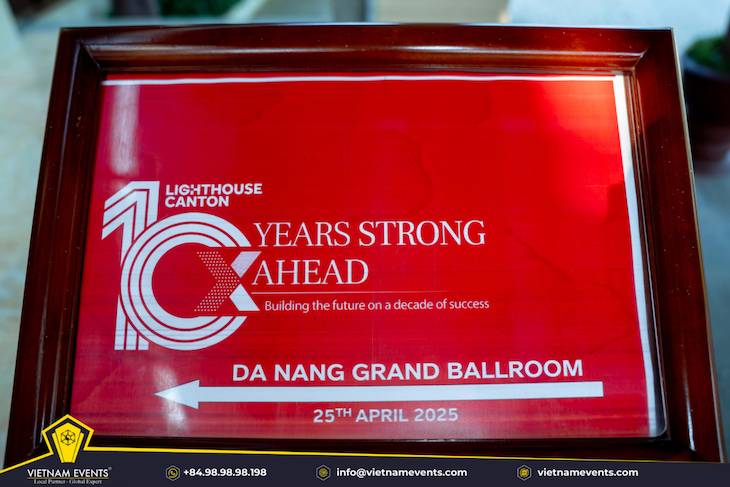 LIGHTHOUSE
CANTON
10X
YEARS STRONG
AHEAD
Building the future on a decade of success
DA NANG GRAND BALLROOM
25TH APRIL 2025
VIETNAM EVENTS®
Local Partner - Global Expert
+84.98.98.98.198
info@vietnamevents.com
vietnamevents.com